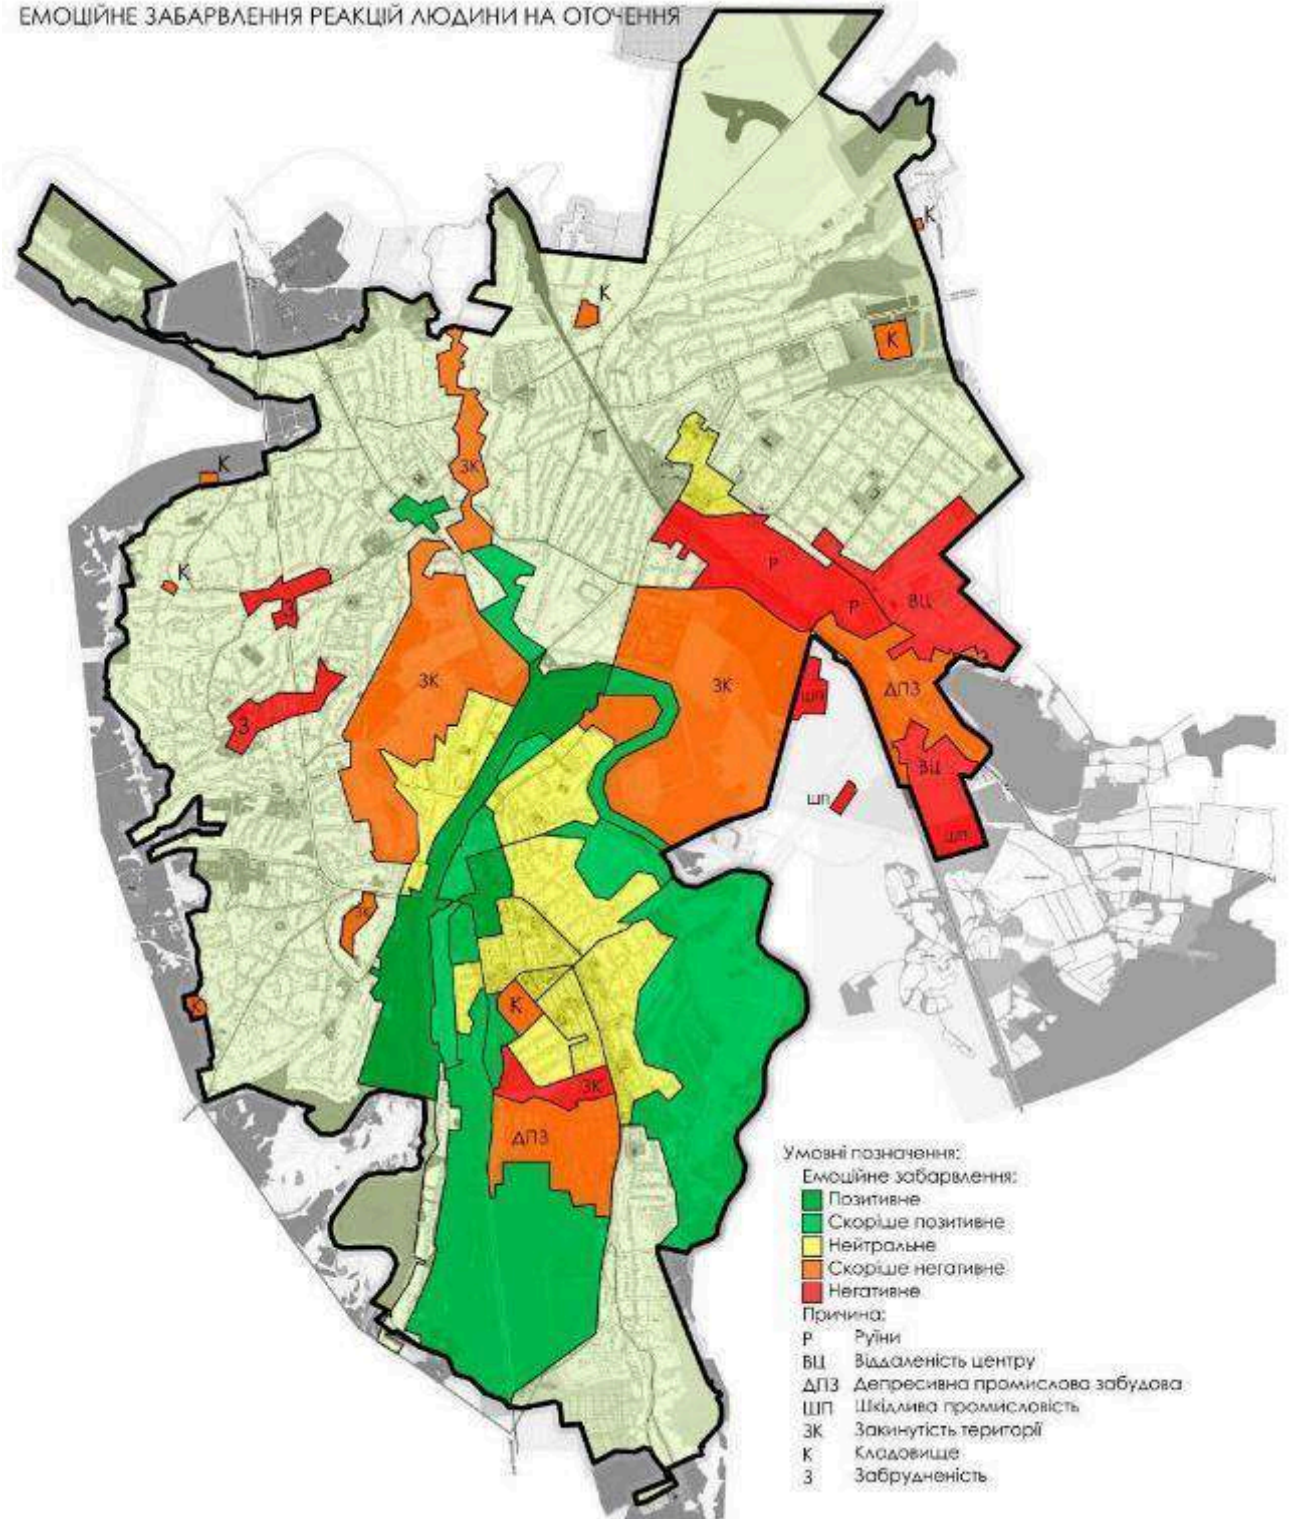 ЕМОЦІЙНЕ ЗАБАРВЛЕННЯ РЕАКЦІЙ ЛЮДИНИ НА ОТОЧЕННЯ
К
К
К
ЗК
К
Р
К
Р
ВЦ
З
З
ЗК
ЗК
ДПЗ
ШП
З
ВЦ
ШП
ШП
ЗК
К
К
ЗК
ДПЗ
Умовні позначення:
Емоційне забарвлення:
Позитивне
Скоріше позитивне
Нейтральне
Скоріше негативне
Негативне
Причина:
Р Руїни
ВЦ Віддаленість центру
ДПЗ Депресивна промислова забудова
ШП Шкідлива промисловість
ЗК Закинутість території
К Кладовище
З Забрудненість